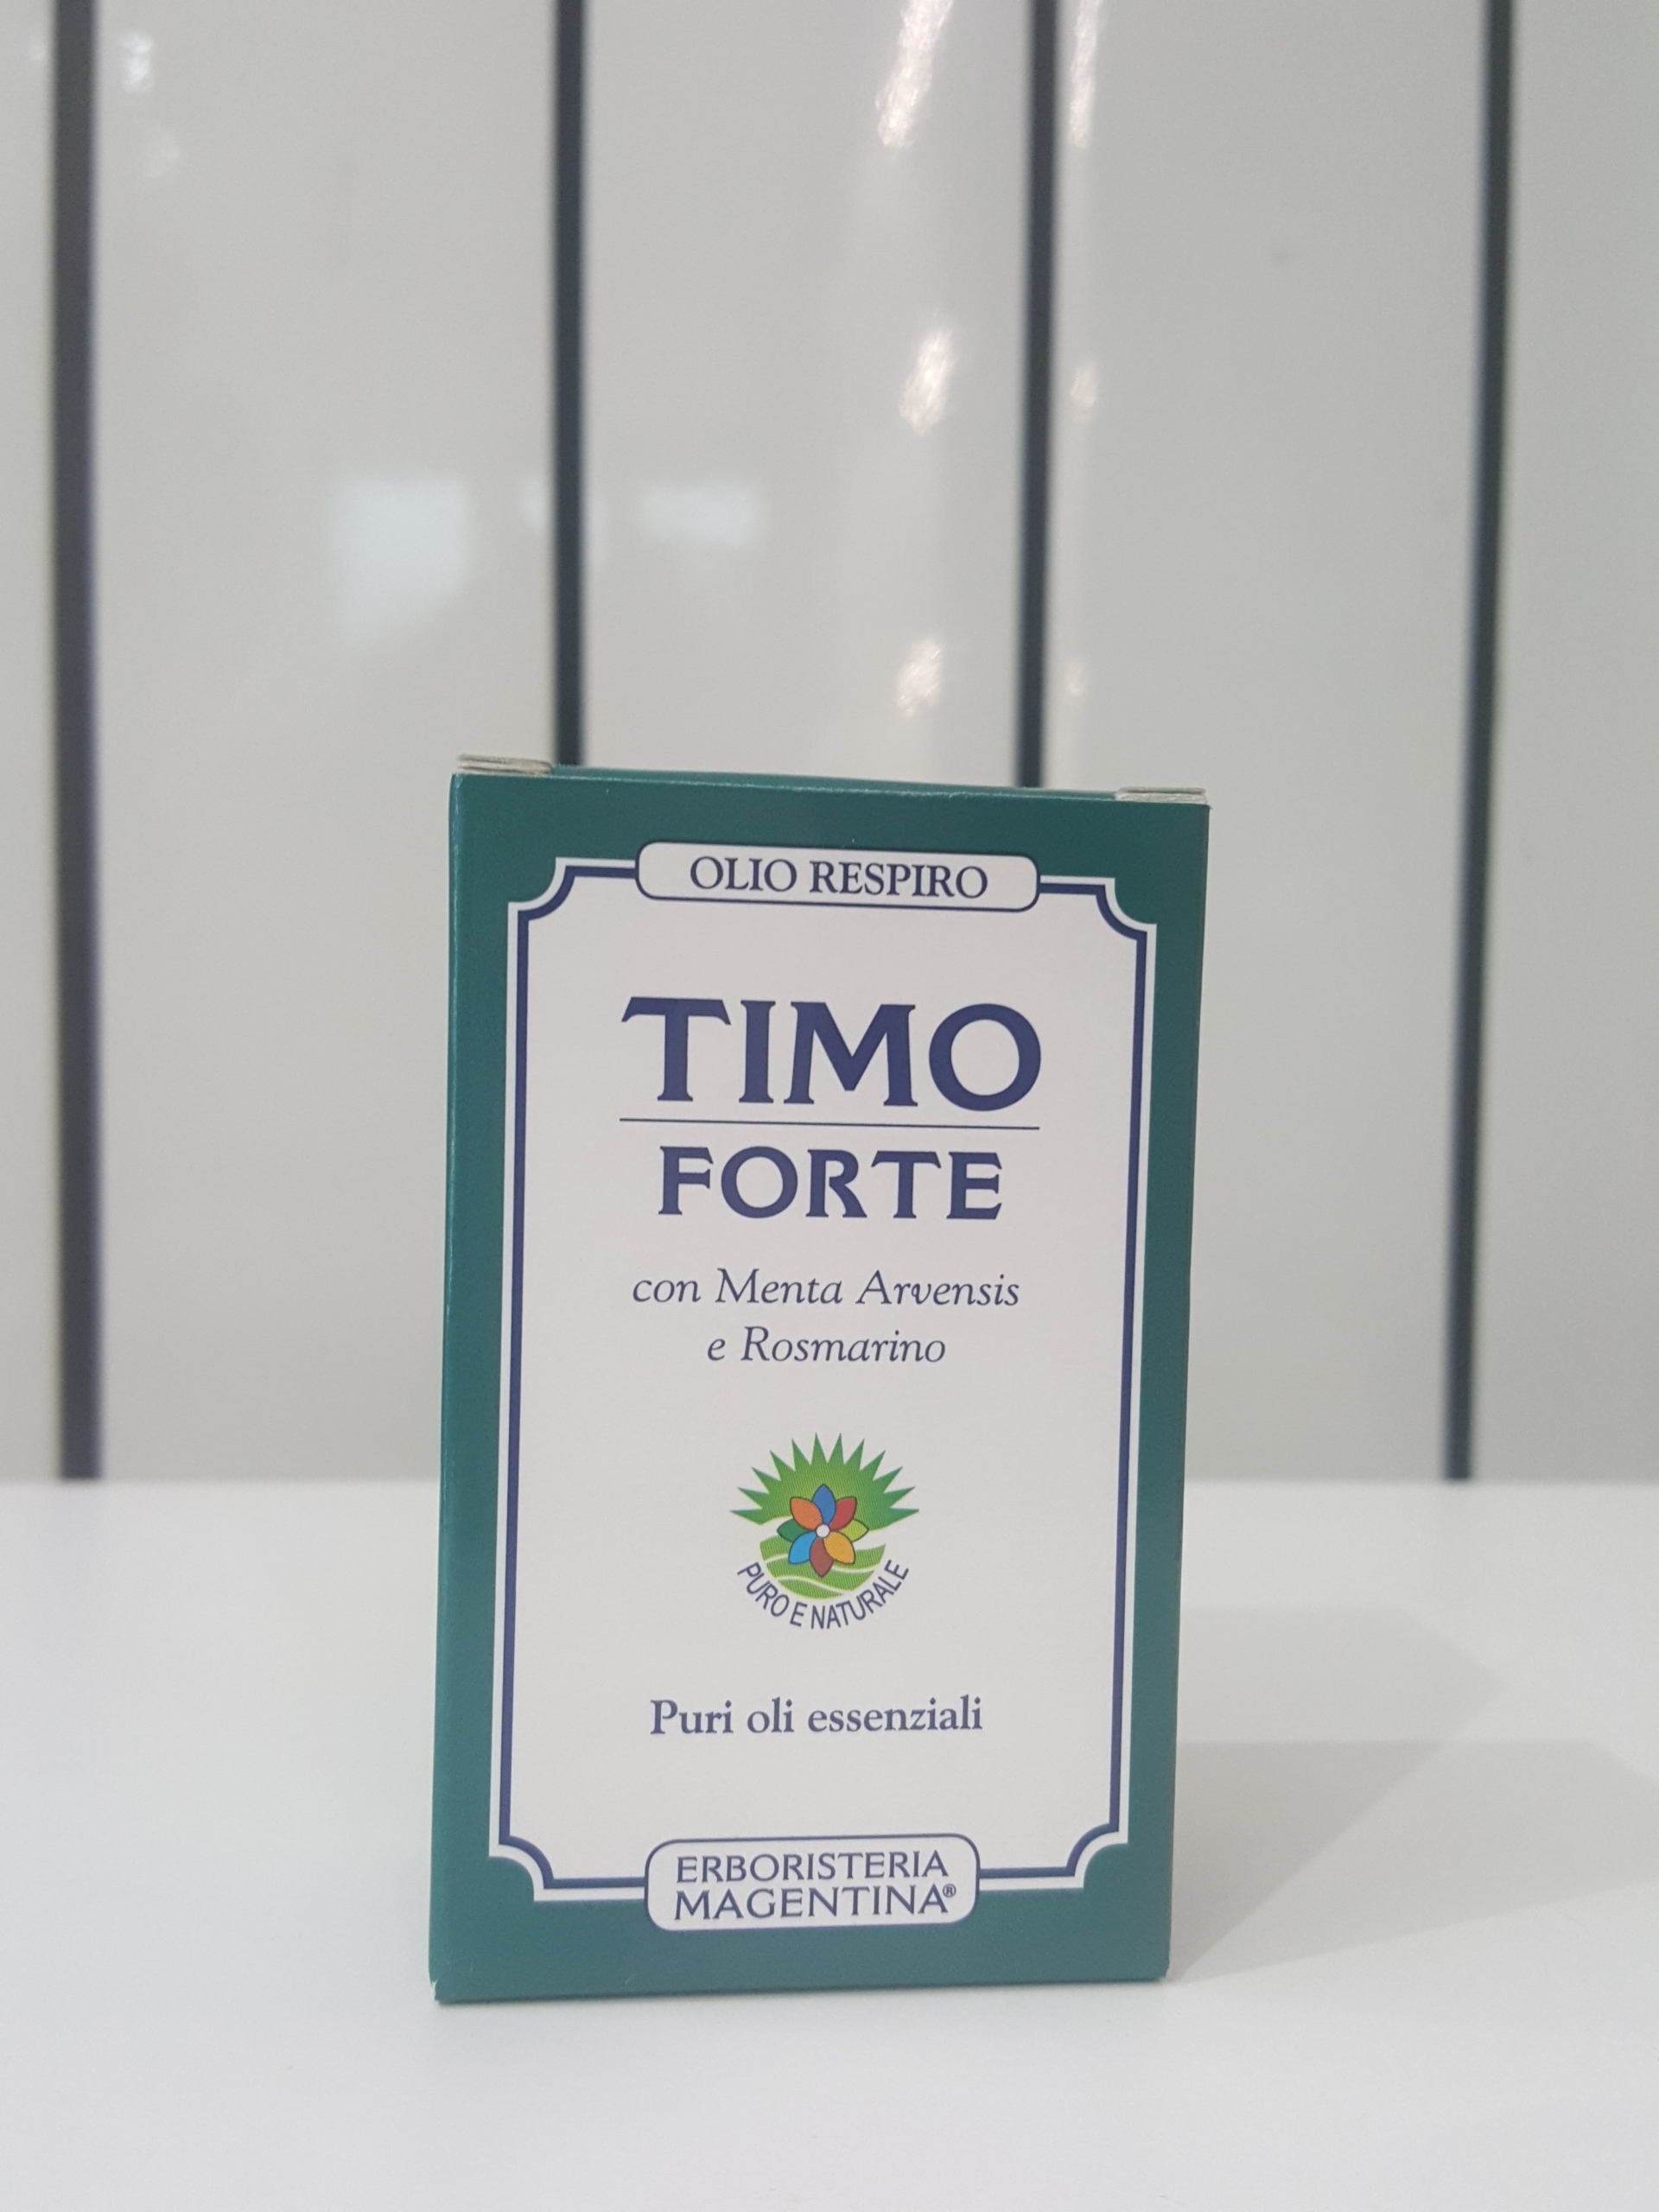 OLIO RESPIRO
TIMO
FORTE
con Menta Arvensis
e Rosmarino
PURO E NATURALE
Puri oli essenziali
ERBORISTERIA
MAGENTINA®